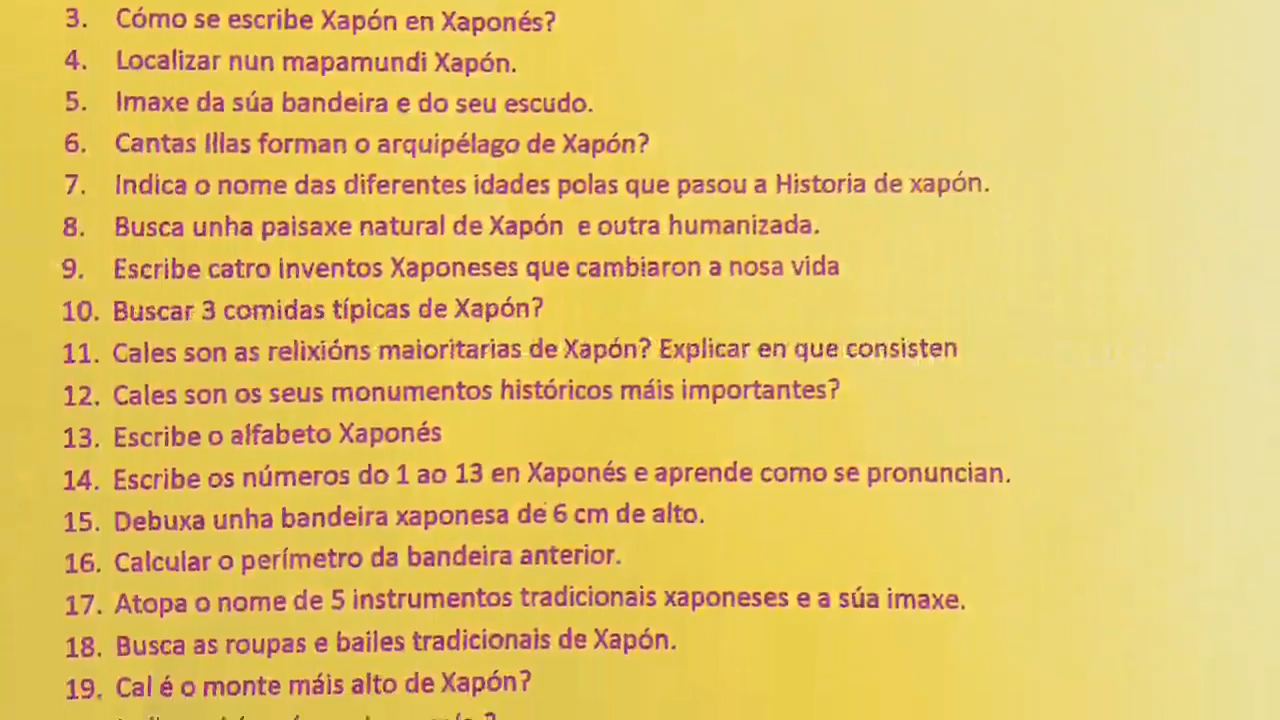 3. Cómo se escribe Xapón en Xaponés?
4. Localizar nun mapamundi Xapón.
5. Imaxe da súa bandeira e do seu escudo.
6. Cantas Illas forman o arquipélago de Xapón?
7. Indica o nome das diferentes idades polas que pasou a Historia de xapón.
8. Busca unha paisaxe natural de Xapón e outra humanizada.
9. Escribe catro inventos Xaponeses que cambiaron a nosa vida
10. Buscar 3 comidas típicas de Xapón?
11. Cales son as relixións maioritarias de Xapón? Explicar en que consisten
12. Cales son os seus monumentos históricos máis importantes?
13. Escribe o alfabeto Xaponés
14. Escribe os números do 1 ao 13 en Xaponés e aprende como se pronuncian.
15. Debuxa unha bandeira xaponesa de 6 cm de alto.
16. Calcular o perímetro da bandeira anterior.
17. Atopa o nome de 5 instrumentos tradicionais xaponeses e a súa imaxe.
18. Busca as roupas e bailes tradicionais de Xapón.
19. Cal é o monte máis alto de Xapón?